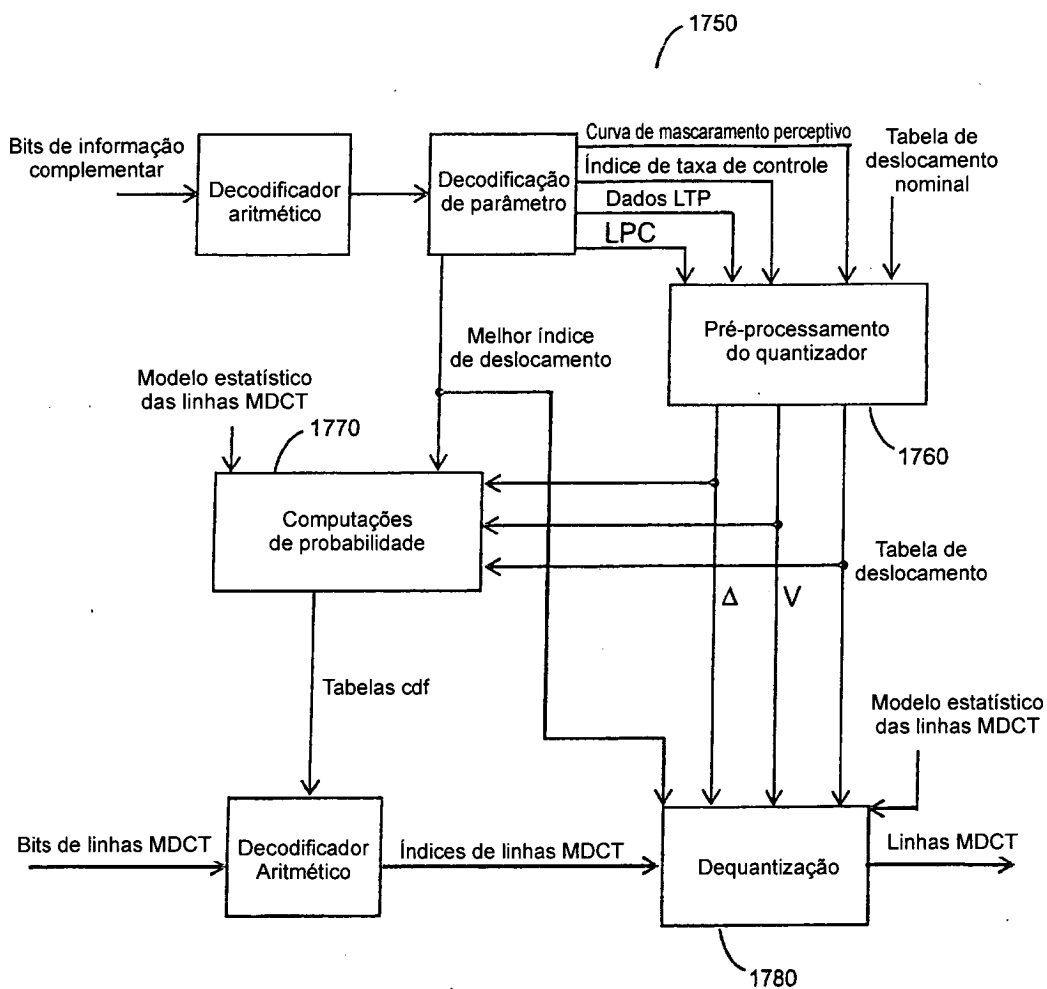 1750
Bits de informação
complementar
Decodificador
aritmético
Decodificação
de parâmetro
Curva de mascaramento perceptivo
Índice de taxa de controle
Dados LTP
LPC
Tabela de
deslocamento
nominal
Pré-processamento
do quantizador
1760
Melhor índice
de deslocamento
Modelo estatístico
das linhas MDCT
1770
Computações
de probabilidade
Tabela de
deslocamento
Δ
V
Tabelas cdf
Modelo estatístico
das linhas MDCT
Bits de linhas MDCT
Decodificador
Aritmético
Índices de linhas MDCT
Dequantização
Linhas MDCT
1780